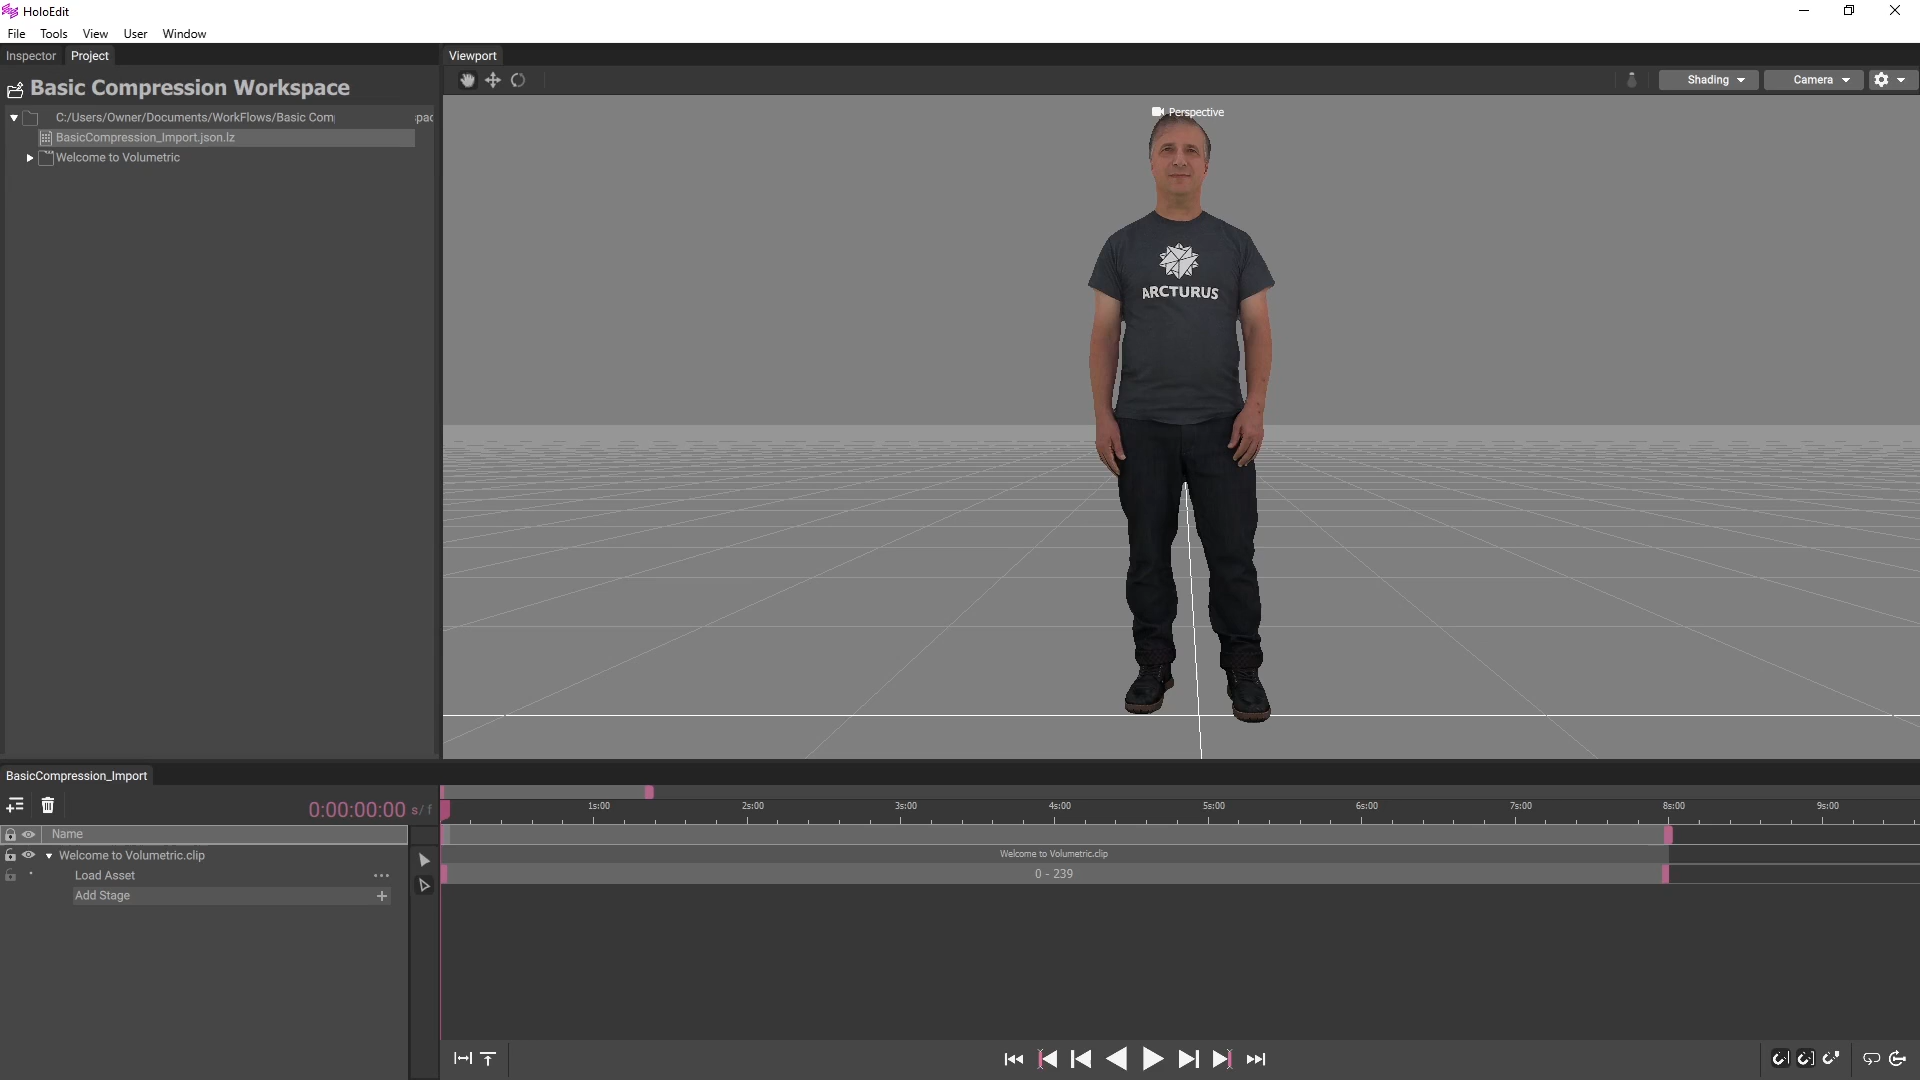 HoloEdit
File Tools View User Window
Inspector Project
Viewport
Basic Compression Workspace
Shading Camera
C:/Users/Owner/Documents/WorkFlows/Basic Com
Perspective
BasicCompression_Import.json.lz
Welcome to Volumetric
ARCTURUS
BasicCompression_Import
0:00:00:00 s/f
1s:00 2s:00 3s:00 4s:00 5s:00 6s:00 7s:00 8s:00 9s:00
Name
Welcome to Volumetric.clip
Welcome to Volumetric.clip
Load Asset
0 - 239
Add Stage